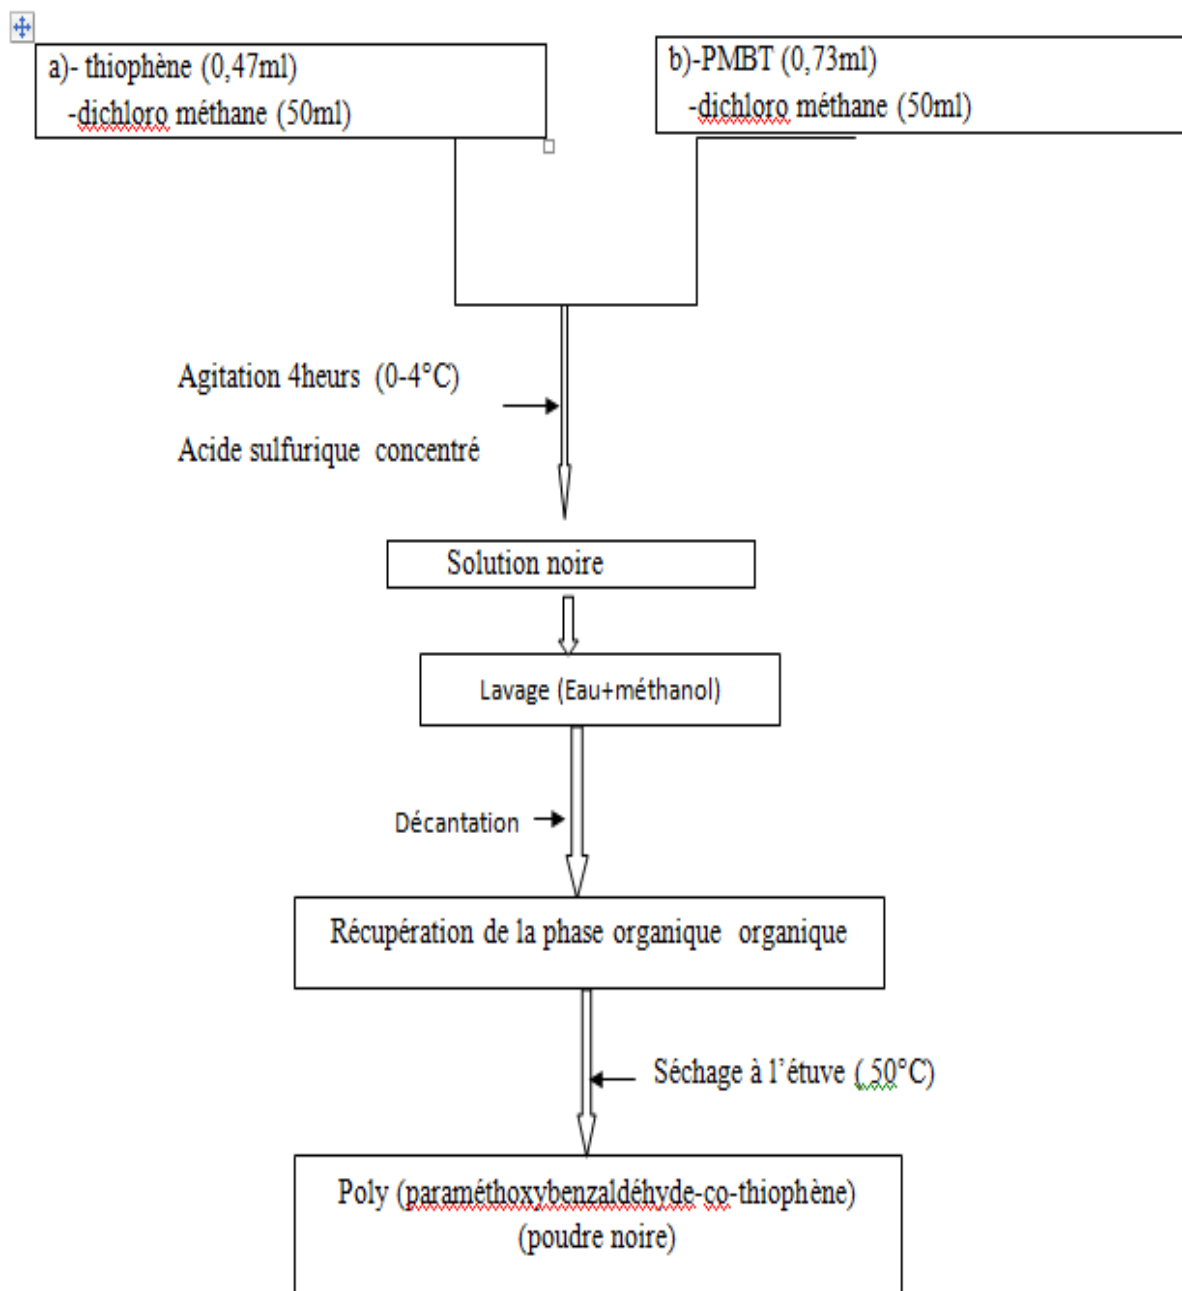 a)- thiophène (0,47ml)
-dichloro méthane (50ml)
b)-PMBT (0,73ml)
-dichloro méthane (50ml)
Agitation 4heurs (0-4°C)
Acide sulfurique concentré
Solution noire
Lavage (Eau+méthanol)
Décantation
Récupération de la phase organique organique
Séchage à l’étuve ( 50°C)
Poly (paraméthoxybenzaldéhyde-co-thiophène)
(poudre noire)